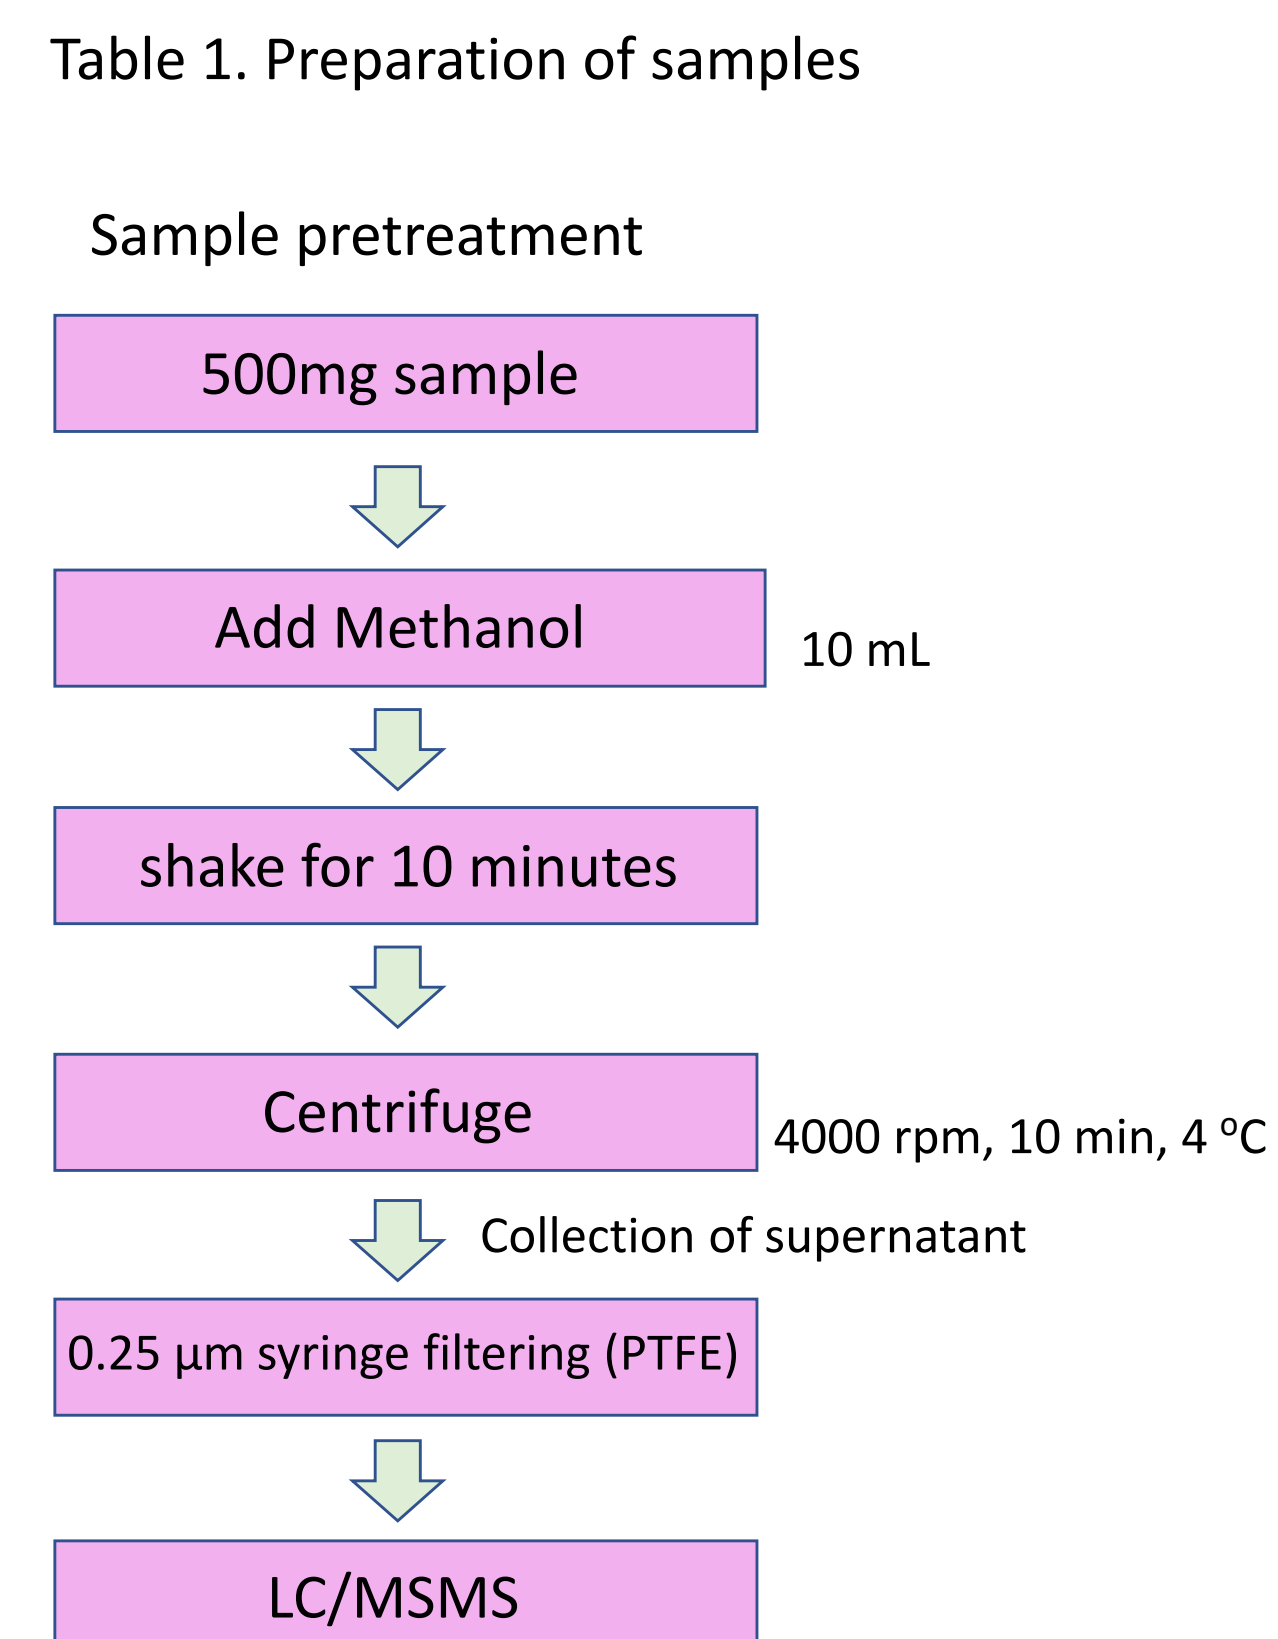 Table 1. Preparation of samples
Sample pretreatment
500mg sample
Add Methanol
10 mL
shake for 10 minutes
Centrifuge
4000 rpm, 10 min, 4 ºC
Collection of supernatant
0.25 µm syringe filtering (PTFE)
LC/MSMS